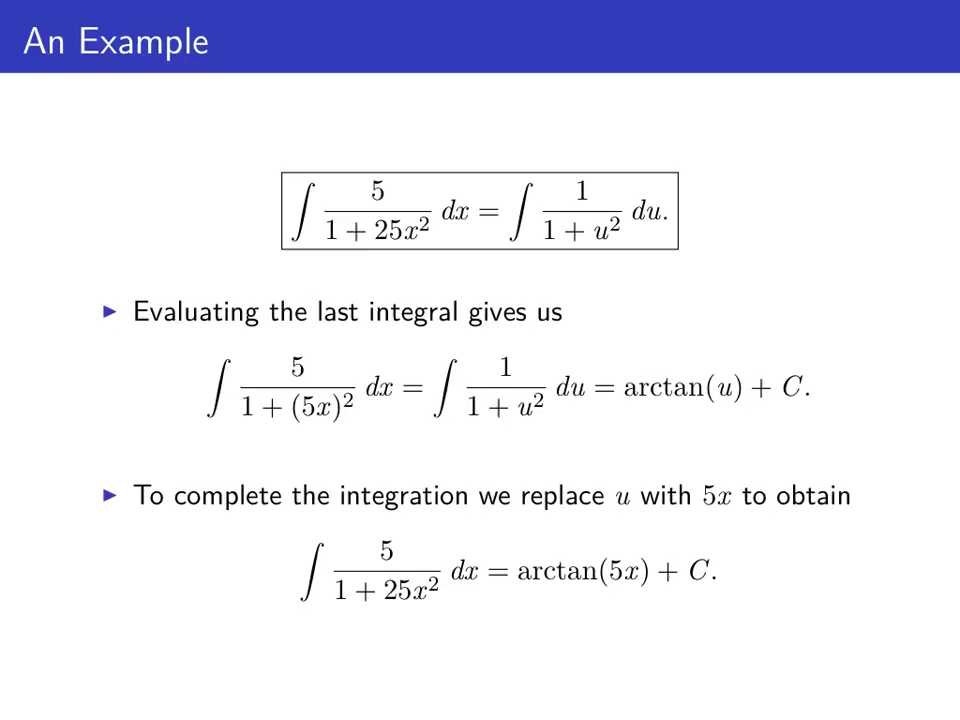 An Example
∫ 5/(1 + 25x²) dx = ∫ 1/(1 + u²) du.
▶ Evaluating the last integral gives us
∫ 5/(1 + (5x)²) dx = ∫ 1/(1 + u²) du = arctan(u) + C.
▶ To complete the integration we replace u with 5x to obtain
∫ 5/(1 + 25x²) dx = arctan(5x) + C.